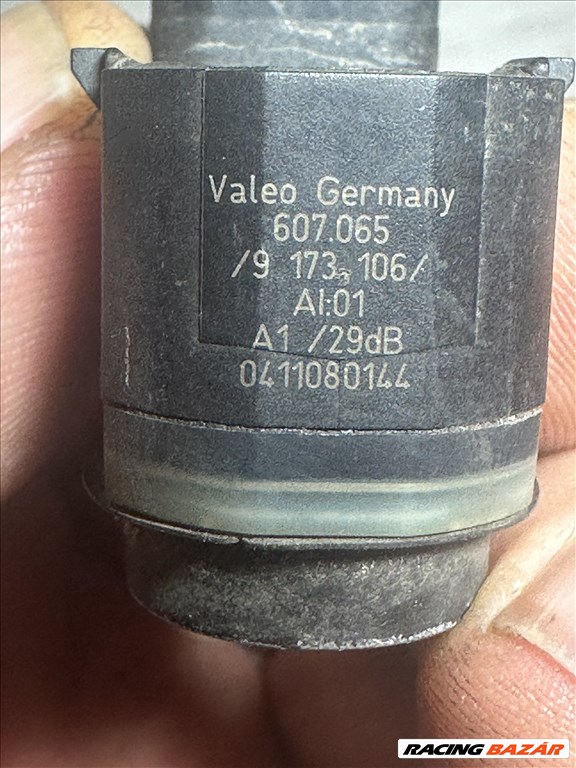 Valeo Germany
607.065
/9 173 106/
AI:01
A1 /29dB
0411080144
RACING BAZÁR